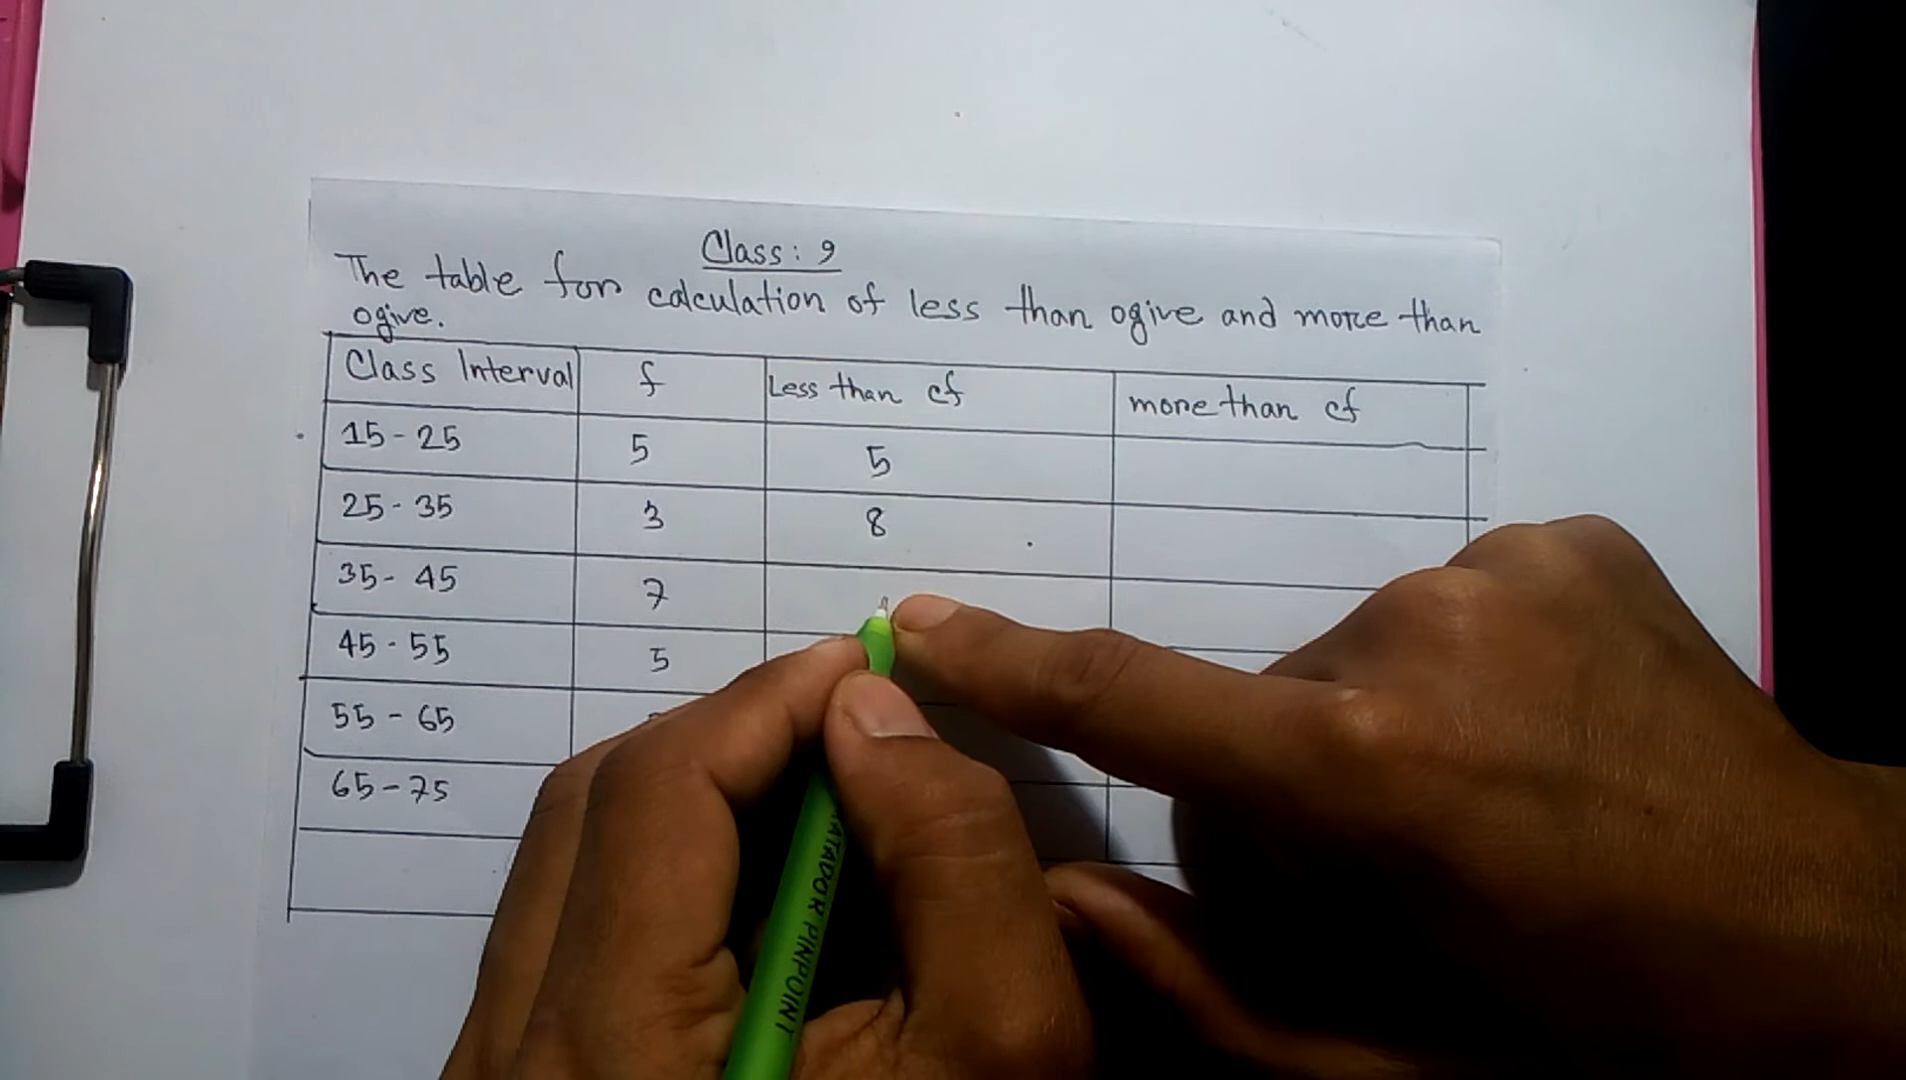 Class: 9
The table for calculation of less than ogive and more than
ogive.
Class Interval f Less than cf more than cf
15-25 5 5
25-35 3 8
35-45 7
45-55 5
55-65
65-75
MATADOR PINPOINT